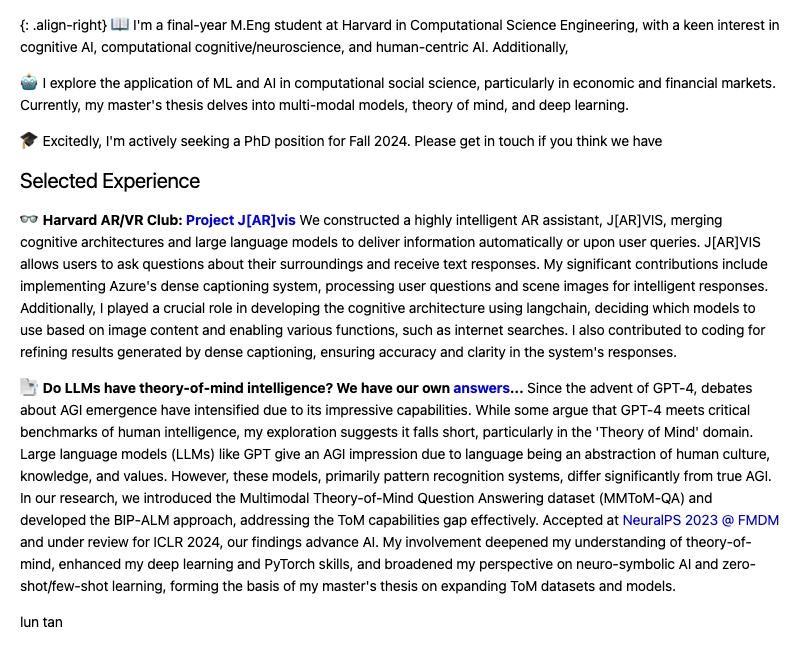 {: .align-right} 📖 I'm a final-year M.Eng student at Harvard in Computational Science Engineering, with a keen interest in
cognitive AI, computational cognitive/neuroscience, and human-centric AI. Additionally,
🤖 I explore the application of ML and AI in computational social science, particularly in economic and financial markets.
Currently, my master's thesis delves into multi-modal models, theory of mind, and deep learning.
🎓 Excitedly, I'm actively seeking a PhD position for Fall 2024. Please get in touch if you think we have
Selected Experience
👓 Harvard AR/VR Club: Project J[AR]vis We constructed a highly intelligent AR assistant, J[AR]VIS, merging
cognitive architectures and large language models to deliver information automatically or upon user queries. J[AR]VIS
allows users to ask questions about their surroundings and receive text responses. My significant contributions include
implementing Azure's dense captioning system, processing user questions and scene images for intelligent responses.
Additionally, I played a crucial role in developing the cognitive architecture using langchain, deciding which models to
use based on image content and enabling various functions, such as internet searches. I also contributed to coding for
refining results generated by dense captioning, ensuring accuracy and clarity in the system's responses.
📑 Do LLMs have theory-of-mind intelligence? We have our own answers... Since the advent of GPT-4, debates
about AGI emergence have intensified due to its impressive capabilities. While some argue that GPT-4 meets critical
benchmarks of human intelligence, my exploration suggests it falls short, particularly in the 'Theory of Mind' domain.
Large language models (LLMs) like GPT give an AGI impression due to language being an abstraction of human culture,
knowledge, and values. However, these models, primarily pattern recognition systems, differ significantly from true AGI.
In our research, we introduced the Multimodal Theory-of-Mind Question Answering dataset (MMToM-QA) and
developed the BIP-ALM approach, addressing the ToM capabilities gap effectively. Accepted at NeuralPS 2023 @ FMDM
and under review for ICLR 2024, our findings advance AI. My involvement deepened my understanding of theory-of-
mind, enhanced my deep learning and PyTorch skills, and broadened my perspective on neuro-symbolic AI and zero-
shot/few-shot learning, forming the basis of my master's thesis on expanding ToM datasets and models.
lun tan